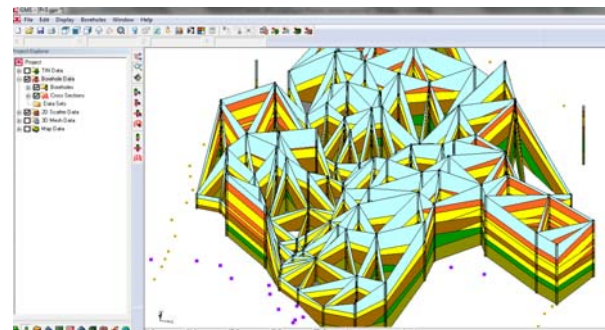 File Edit Display Boreholes Window Help
Project Explorer
Project
TIN Data
Borehole Data
Boreholes
Cross Sections
Data Sets
2D Scatter Data
3D Mesh Data
Map Data